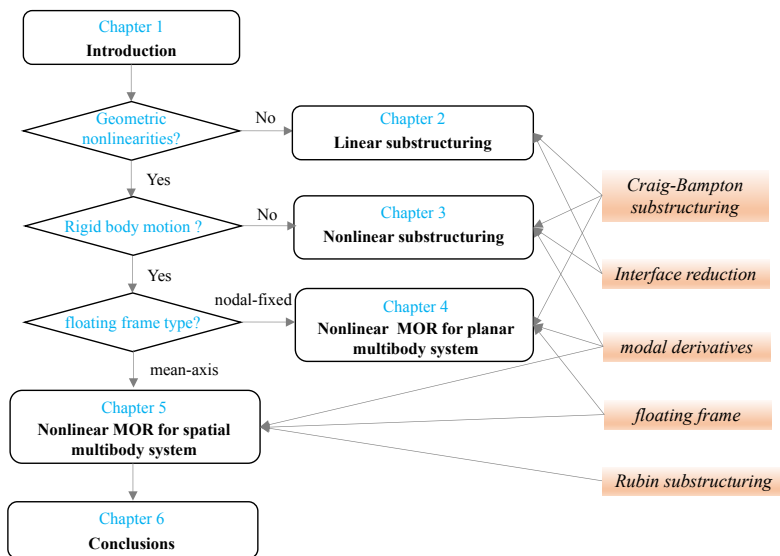 Chapter 1
Introduction
Geometric
nonlinearities?
No
Chapter 2
Linear substructuring
Yes
Craig-Bampton
substructuring
Rigid body motion ?
No
Chapter 3
Nonlinear substructuring
Interface reduction
Yes
floating frame type?
nodal-fixed
Chapter 4
Nonlinear MOR for planar
multibody system
modal derivatives
mean-axis
Chapter 5
Nonlinear MOR for spatial
multibody system
floating frame
Rubin substructuring
Chapter 6
Conclusions